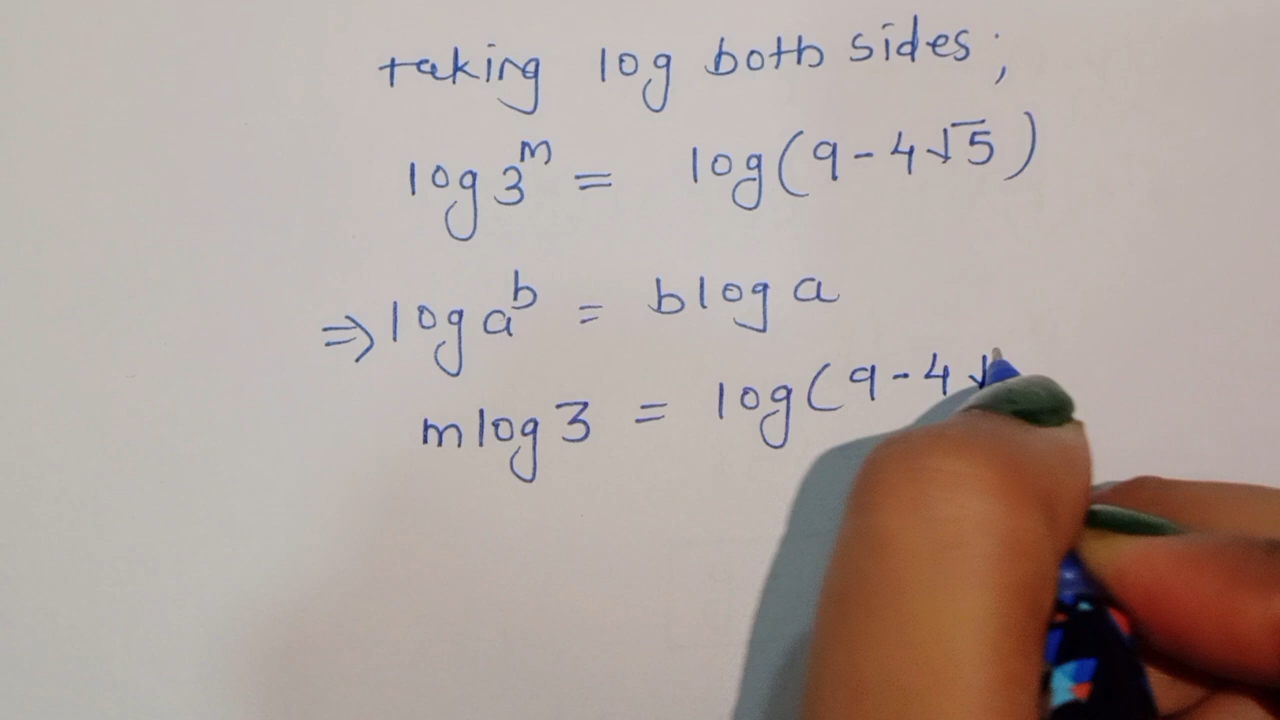 taking log both sides;
log 3^m = log(9-4√5)
⇒ log a^b = b log a
m log 3 = log(9-4√